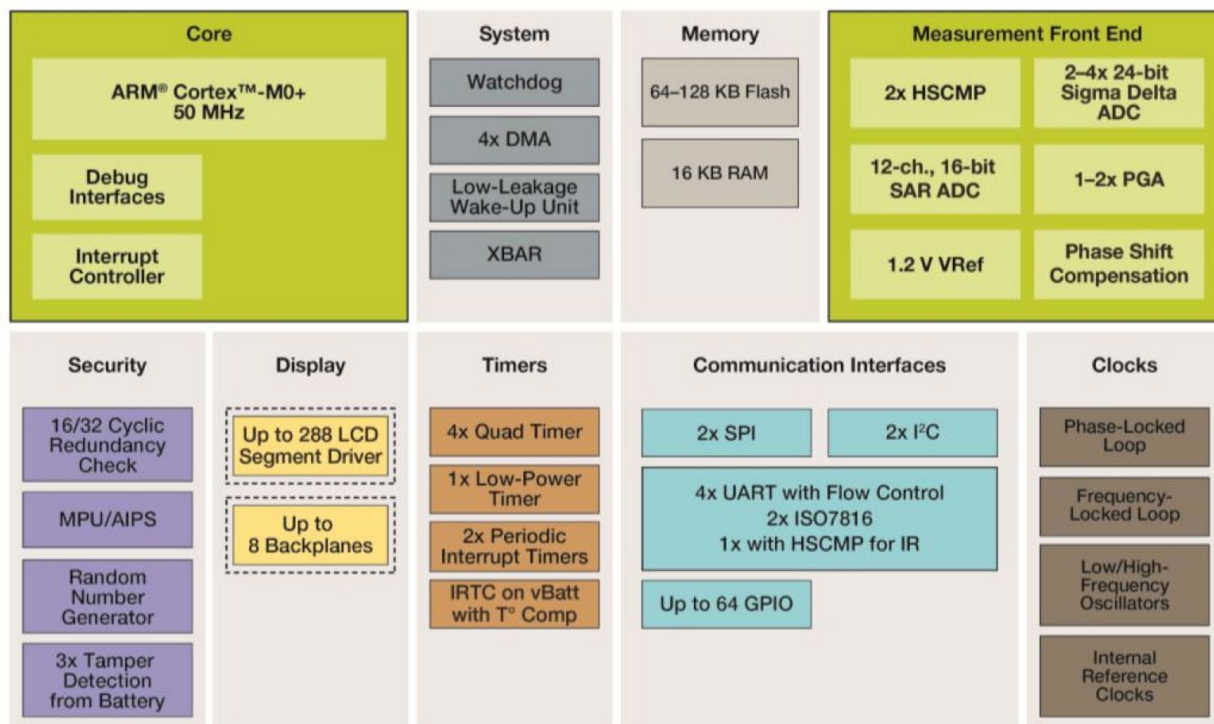 Core
ARM® Cortex™-M0+
50 MHz
Debug
Interfaces
Interrupt
Controller
System
Watchdog
4x DMA
Low-Leakage
Wake-Up Unit
XBAR
Memory
64–128 KB Flash
16 KB RAM
Measurement Front End
2x HSCMP
2–4x 24-bit
Sigma Delta
ADC
12-ch., 16-bit
SAR ADC
1–2x PGA
1.2 V VRef
Phase Shift
Compensation
Security
16/32 Cyclic
Redundancy
Check
MPU/AIPS
Random
Number
Generator
3x Tamper
Detection
from Battery
Display
Up to 288 LCD
Segment Driver
Up to
8 Backplanes
Timers
4x Quad Timer
1x Low-Power
Timer
2x Periodic
Interrupt Timers
IRTC on vBatt
with T° Comp
Communication Interfaces
2x SPI
2x I²C
4x UART with Flow Control
2x ISO7816
1x with HSCMP for IR
Up to 64 GPIO
Clocks
Phase-Locked
Loop
Frequency-
Locked Loop
Low/High-
Frequency
Oscillators
Internal
Reference
Clocks